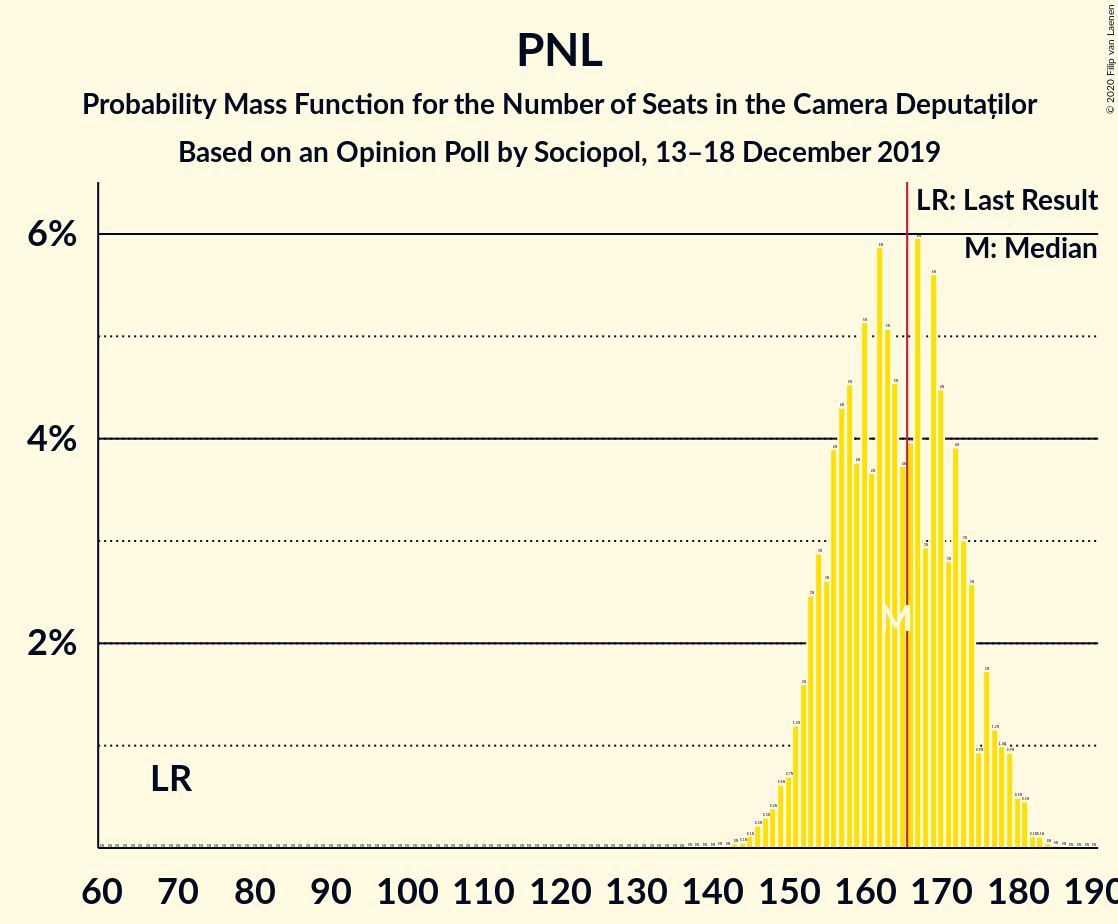 PNL
Probability Mass Function for the Number of Seats in the Camera Deputaților
Based on an Opinion Poll by Sociopol, 13–18 December 2019
© 2020 Filip van Laenen
LR: Last Result
M: Median
6%
4%
2%
LR
M
60 70 80 90 100 110 120 130 140 150 160 170 180 190